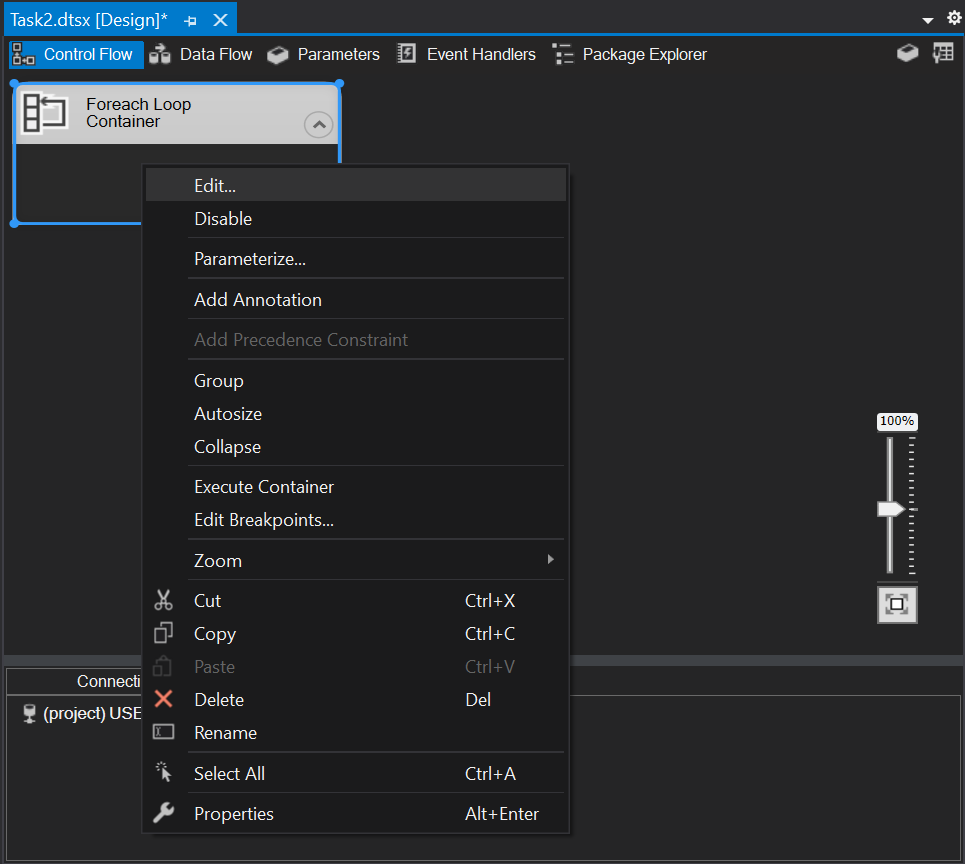 Task2.dtsx [Design]*
Control Flow Data Flow Parameters Event Handlers Package Explorer
Foreach Loop
Container
Edit...
Disable
Parameterize...
Add Annotation
Add Precedence Constraint
Group
Autosize
Collapse
100%
Execute Container
Edit Breakpoints...
Zoom
Cut Ctrl+X
Copy Ctrl+C
Paste Ctrl+V
Connecti
Delete Del
(project) USE
Rename
Select All Ctrl+A
Properties Alt+Enter